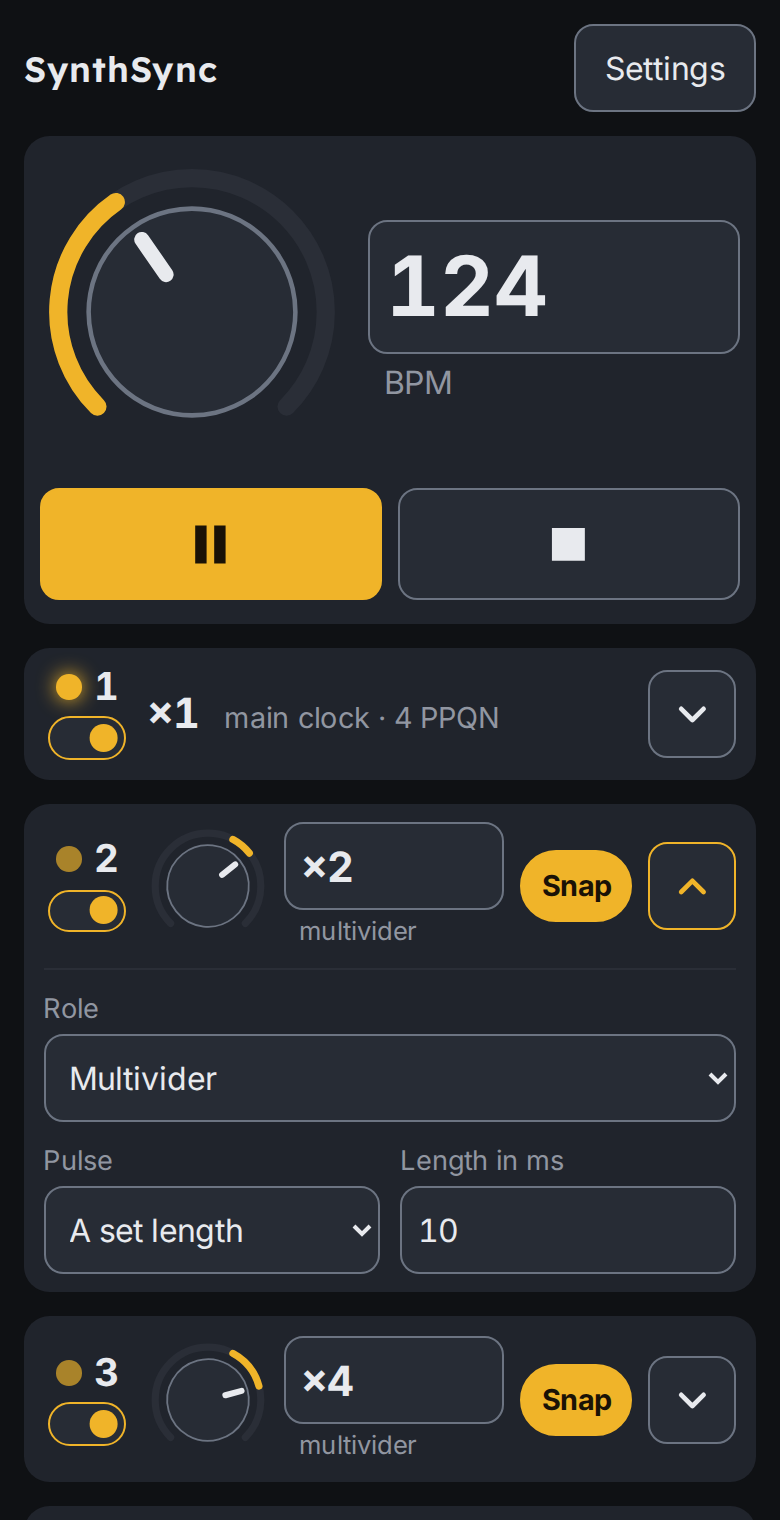 SynthSync
Settings
124
BPM
1
×1 main clock · 4 PPQN
2
×2
multivider
Snap
Role
Multivider
Pulse
Length in ms
A set length
10
3
×4
multivider
Snap